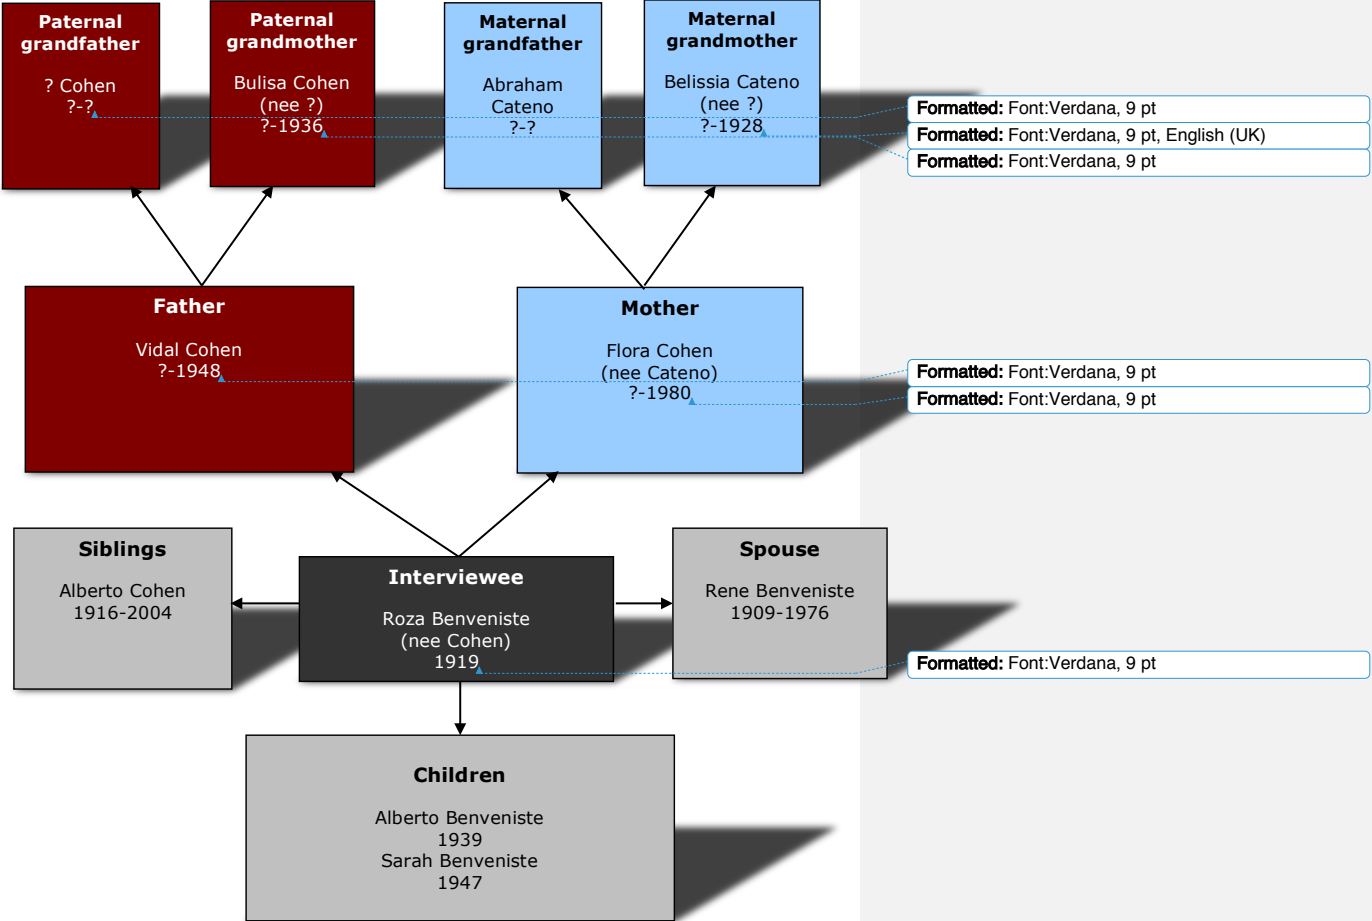 Paternal
grandfather
? Cohen
?-?
Paternal
grandmother
Bulisa Cohen
(nee ?)
?-1936
Maternal
grandfather
Abraham
Cateno
?-?
Maternal
grandmother
Belissia Cateno
(nee ?)
?-1928
Formatted: Font:Verdana, 9 pt
Formatted: Font:Verdana, 9 pt, English (UK)
Formatted: Font:Verdana, 9 pt
Father
Vidal Cohen
?-1948
Mother
Flora Cohen
(nee Cateno)
?-1980
Formatted: Font:Verdana, 9 pt
Formatted: Font:Verdana, 9 pt
Siblings
Alberto Cohen
1916-2004
Interviewee
Roza Benveniste
(nee Cohen)
1919
Spouse
Rene Benveniste
1909-1976
Formatted: Font:Verdana, 9 pt
Children
Alberto Benveniste
1939
Sarah Benveniste
1947